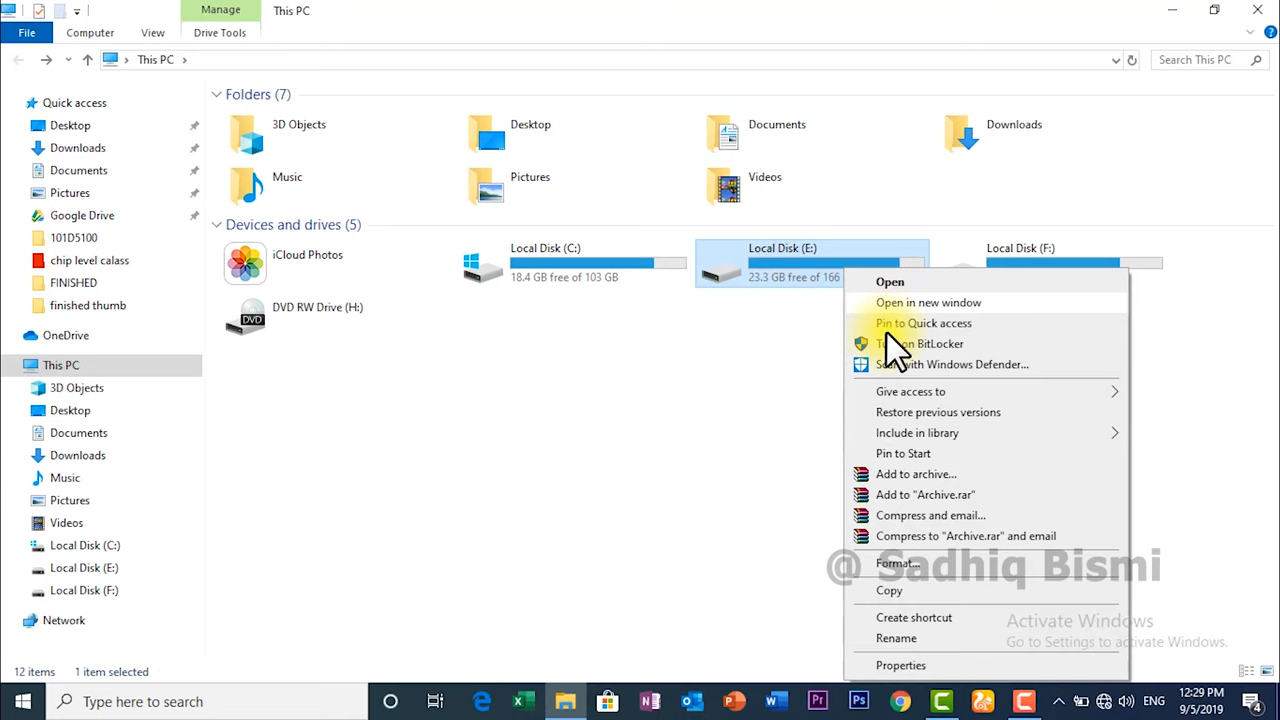 Manage
This PC
File
Computer
View
Drive Tools
This PC
Search This PC
Quick access
Desktop
Downloads
Documents
Pictures
Google Drive
101D5100
chip level calass
FINISHED
finished thumb
OneDrive
This PC
3D Objects
Desktop
Documents
Downloads
Music
Pictures
Videos
Local Disk (C:)
Local Disk (E:)
Local Disk (F:)
Network
Folders (7)
3D Objects
Desktop
Documents
Downloads
Music
Pictures
Videos
Devices and drives (5)
iCloud Photos
Local Disk (C:)
18.4 GB free of 103 GB
Local Disk (E:)
23.3 GB free of 166
Local Disk (F:)
DVD
DVD RW Drive (H:)
Open
Open in new window
Pin to Quick access
on BitLocker
with Windows Defender...
Give access to
Restore previous versions
Include in library
Pin to Start
Add to archive...
Add to "Archive.rar"
Compress and email...
Compress to "Archive.rar" and email
Format...
Copy
Create shortcut
Rename
Properties
@ Sadhiq Bismi
Activate Windows
Go to Settings to activate Windows.
12 items
1 item selected
Type here to search
ENG
12:29 PM
9/5/2019
4